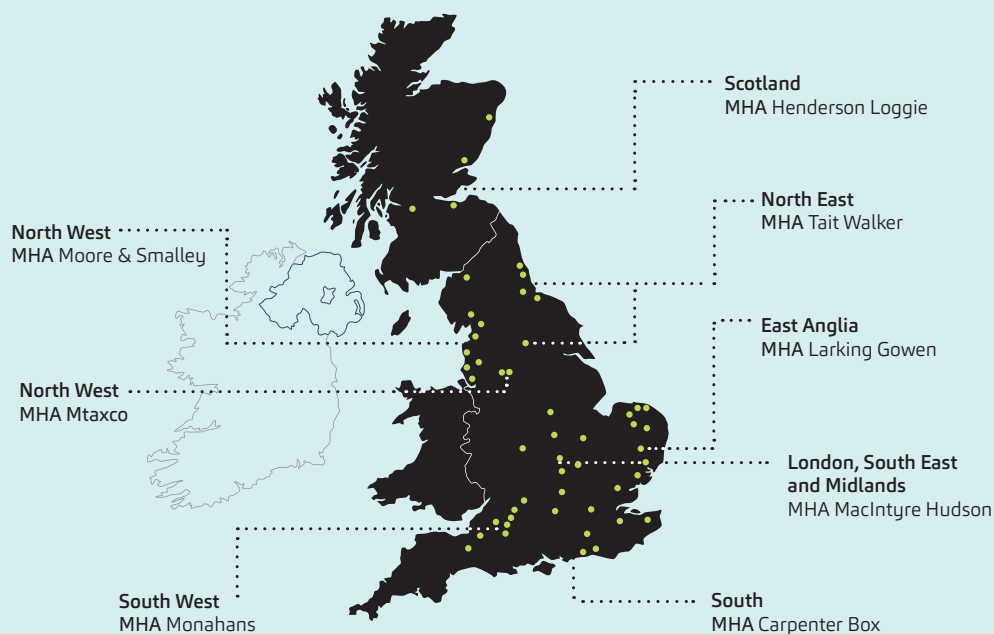 Scotland
MHA Henderson Loggie
North East
MHA Tait Walker
North West
MHA Moore & Smalley
East Anglia
MHA Larking Gowen
North West
MHA Mtaxco
London, South East
and Midlands
MHA MacIntyre Hudson
South West
MHA Monahans
South
MHA Carpenter Box